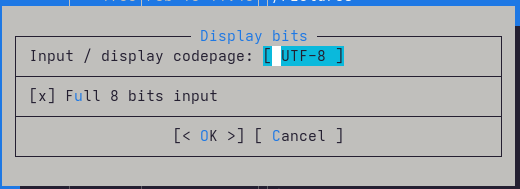 Display bits
Input / display codepage: [ UTF-8 ]
[x] Full 8 bits input
[< OK >] [ Cancel ]